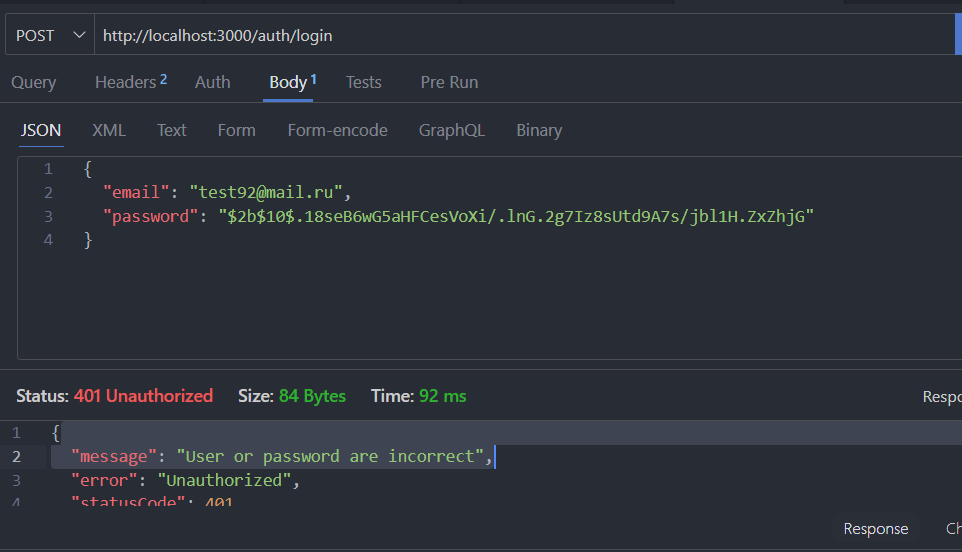 POST http://localhost:3000/auth/login
Query Headers 2 Auth Body 1 Tests Pre Run
JSON XML Text Form Form-encode GraphQL Binary
1 {
2 "email": "test92@mail.ru",
3 "password": "$2b$10$.18seB6wG5aHFCesVoXi/.lnG.2g7Iz8sUtd9A7s/jbl1H.ZxZhjG"
4 }
Status: 401 Unauthorized Size: 84 Bytes Time: 92 ms Respo
1 {
2 "message": "User or password are incorrect",
3 "error": "Unauthorized",
4 "statusCode": 401
Response Ch